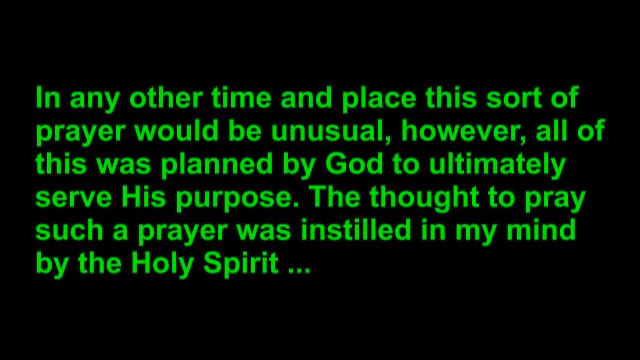 In any other time and place this sort of
prayer would be unusual, however, all of
this was planned by God to ultimately
serve His purpose. The thought to pray
such a prayer was instilled in my mind
by the Holy Spirit ...